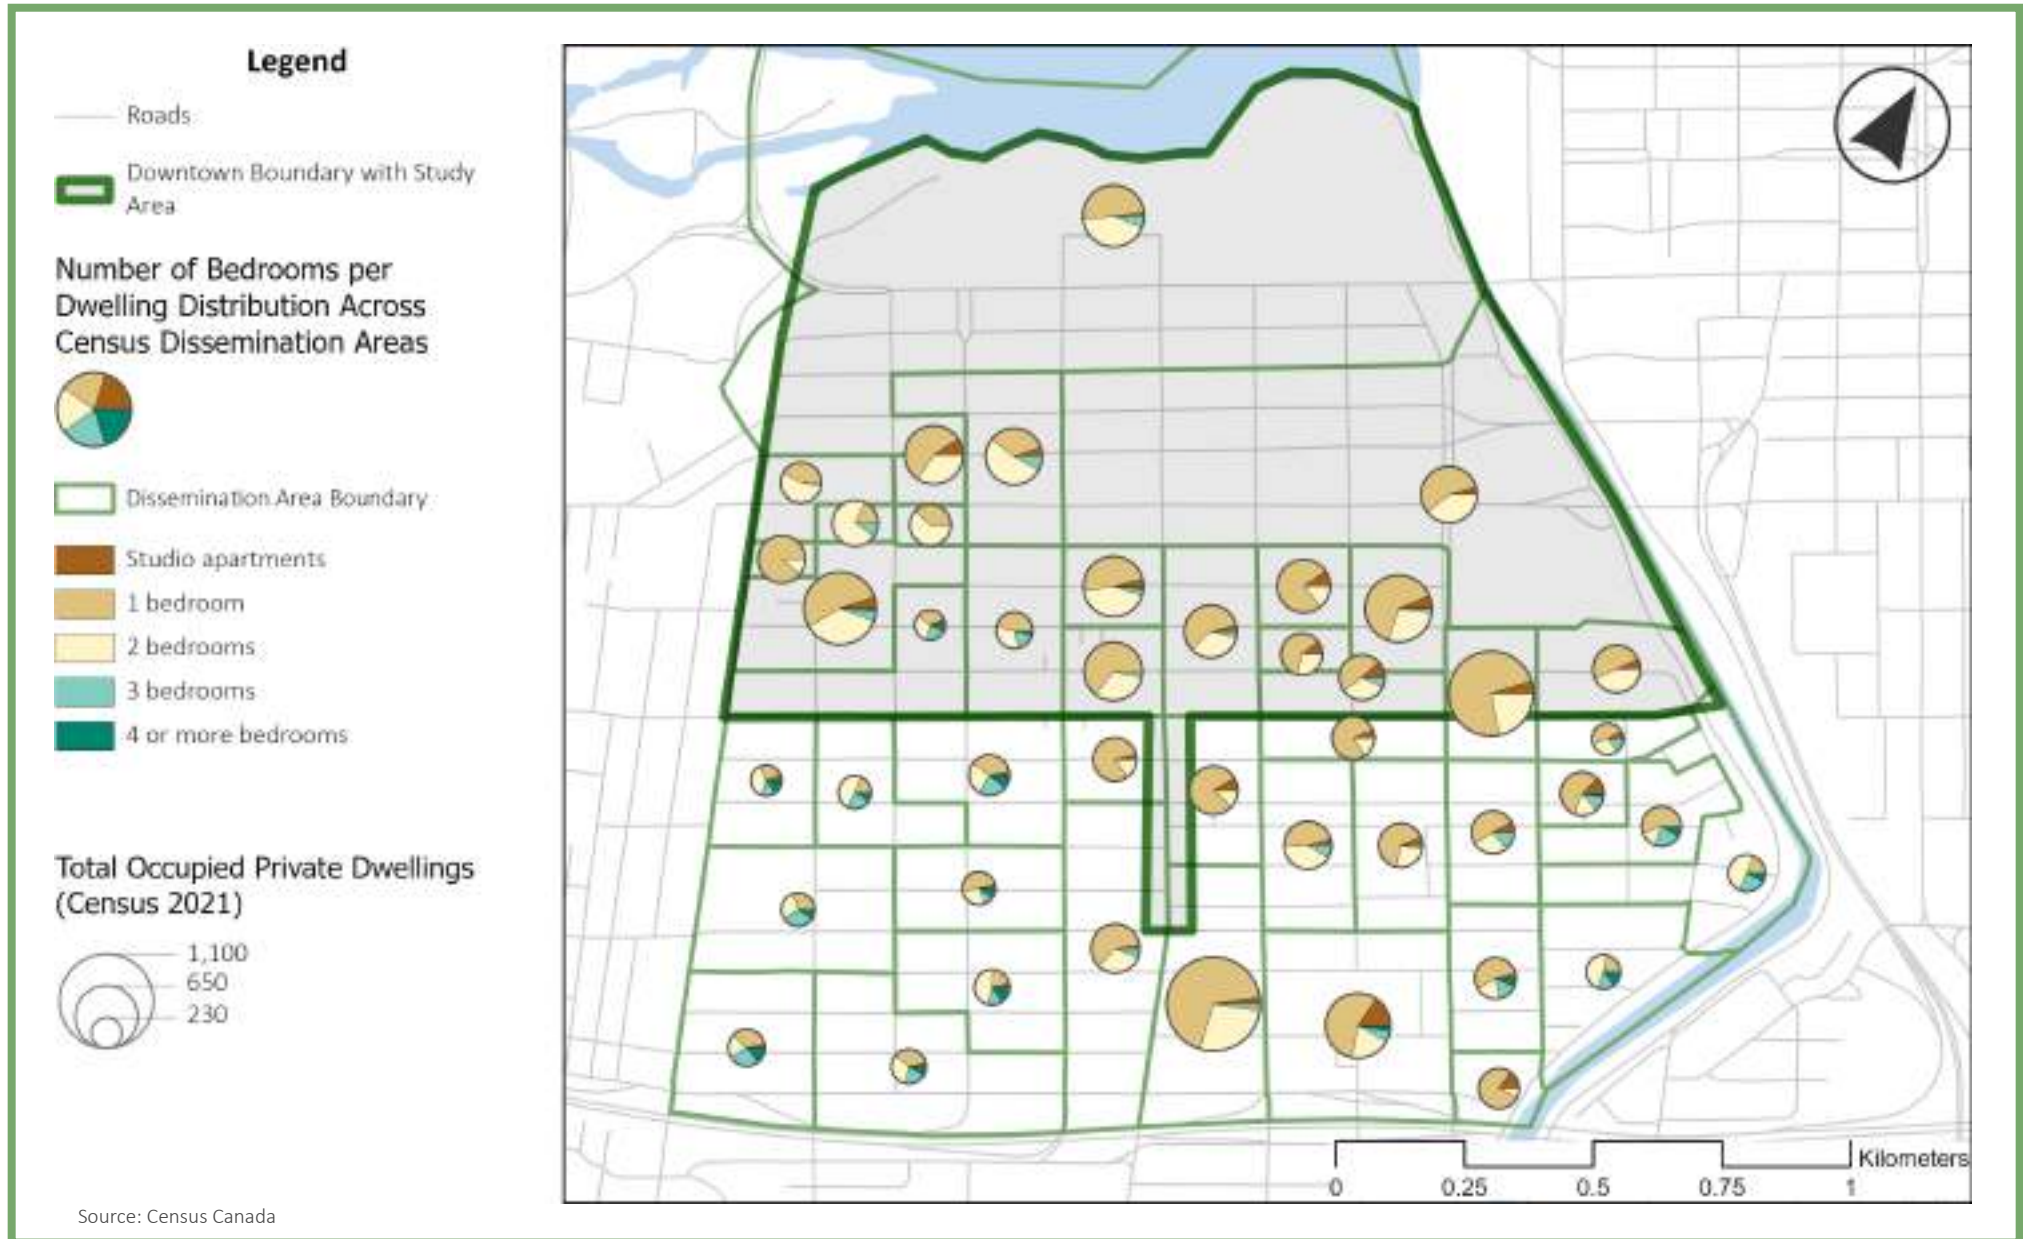 Legend
Roads
Downtown Boundary with Study
Area
Number of Bedrooms per
Dwelling Distribution Across
Census Dissemination Areas
Dissemination Area Boundary
Studio apartments
1 bedroom
2 bedrooms
3 bedrooms
4 or more bedrooms
Total Occupied Private Dwellings
(Census 2021)
1,100
650
230
Source: Census Canada
Kilometers
0 0.25 0.5 0.75 1